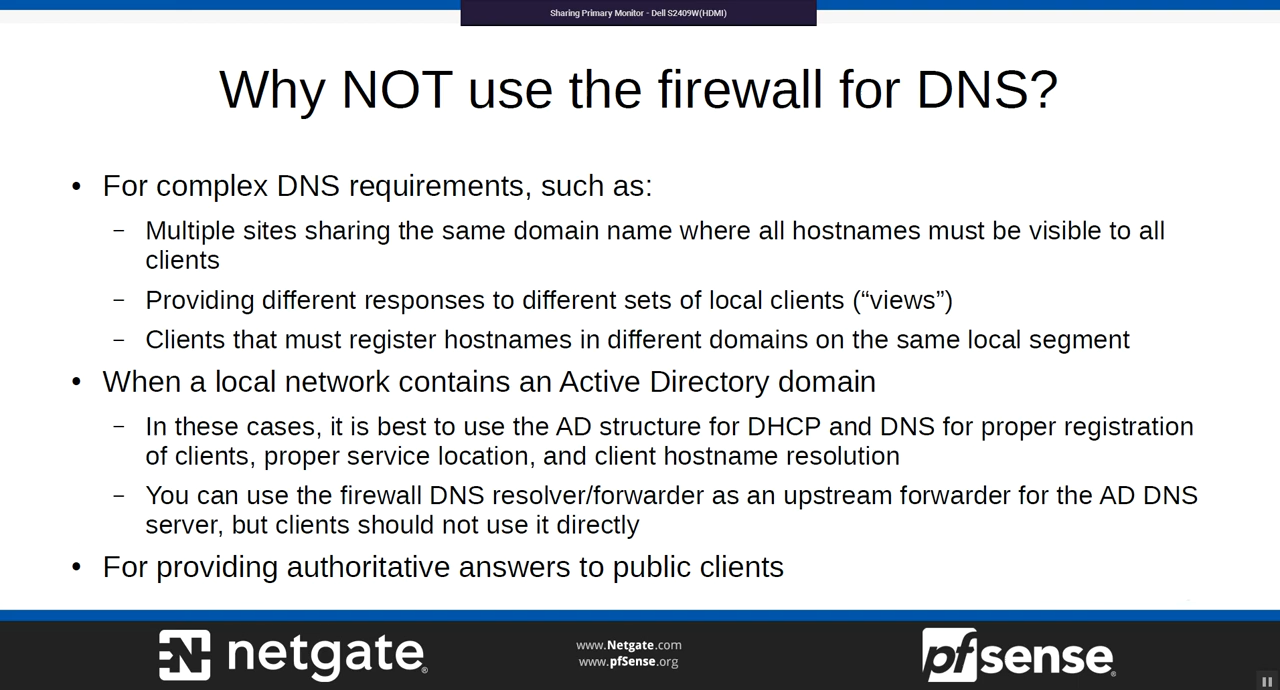 Sharing Primary Monitor - Dell S2409W(HDMI)
Why NOT use the firewall for DNS?
• For complex DNS requirements, such as:
– Multiple sites sharing the same domain name where all hostnames must be visible to all
clients
– Providing different responses to different sets of local clients (“views”)
– Clients that must register hostnames in different domains on the same local segment
• When a local network contains an Active Directory domain
– In these cases, it is best to use the AD structure for DHCP and DNS for proper registration
of clients, proper service location, and client hostname resolution
– You can use the firewall DNS resolver/forwarder as an upstream forwarder for the AD DNS
server, but clients should not use it directly
• For providing authoritative answers to public clients
netgate®
www.Netgate.com
www.pfSense.org
pfsense®